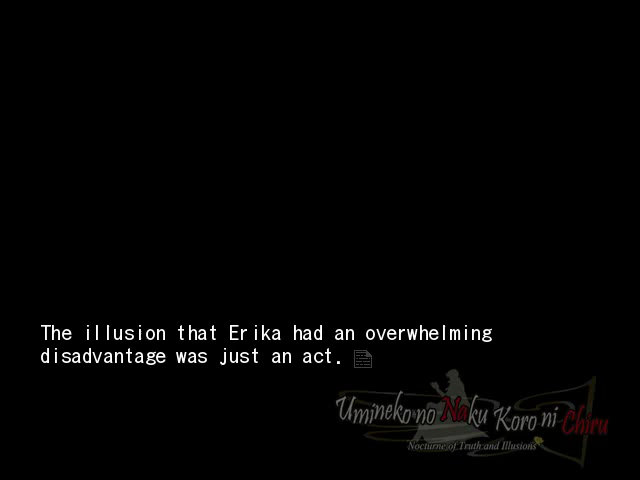 The illusion that Erika had an overwhelming
disadvantage was just an act.
Umineko no Naku Koro ni Chiru
Nocturne of Truth and Illusions